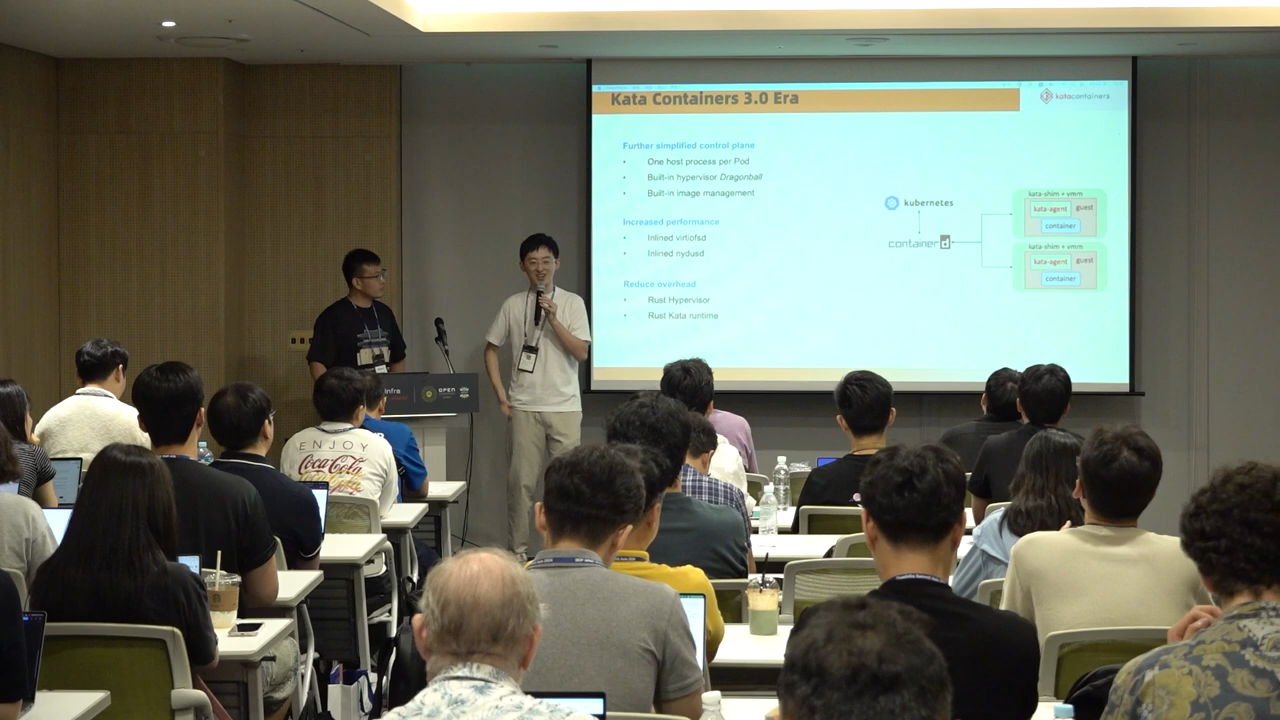 Kata Containers 3.0 Era
katacontainers
Further simplified control plane
• One host process per Pod
• Built-in hypervisor Dragonball
• Built-in image management
Increased performance
• Inlined virtiofsd
• Inlined nydusd
Reduce overhead
• Rust Hypervisor
• Rust Kata runtime
kubernetes
containerd
kata-shim + vmm
kata-agent guest
container
kata-shim + vmm
kata-agent guest
container
Infra
OPEN
ENJOY
Coca-Cola